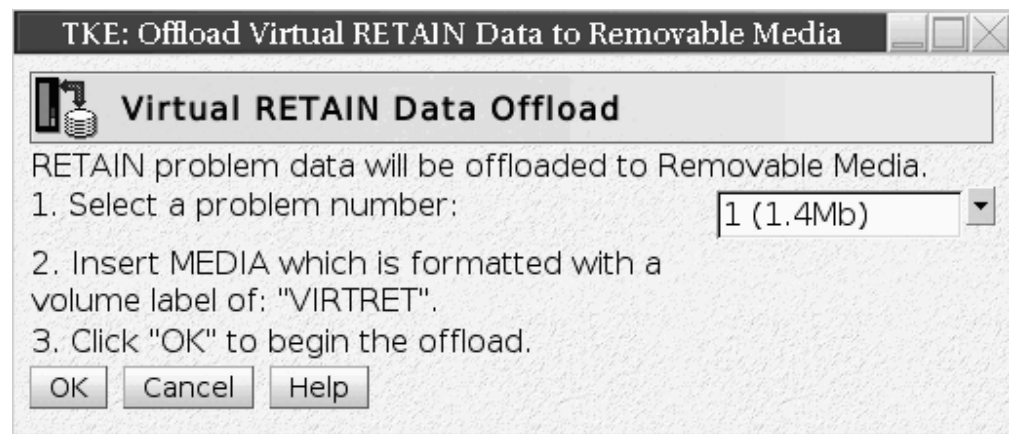 TKE: Offload Virtual RETAIN Data to Removable Media
Virtual RETAIN Data Offload
RETAIN problem data will be offloaded to Removable Media.
1. Select a problem number:
1 (1.4Mb)
2. Insert MEDIA which is formatted with a
volume label of: "VIRTRET".
3. Click "OK" to begin the offload.
OK Cancel Help